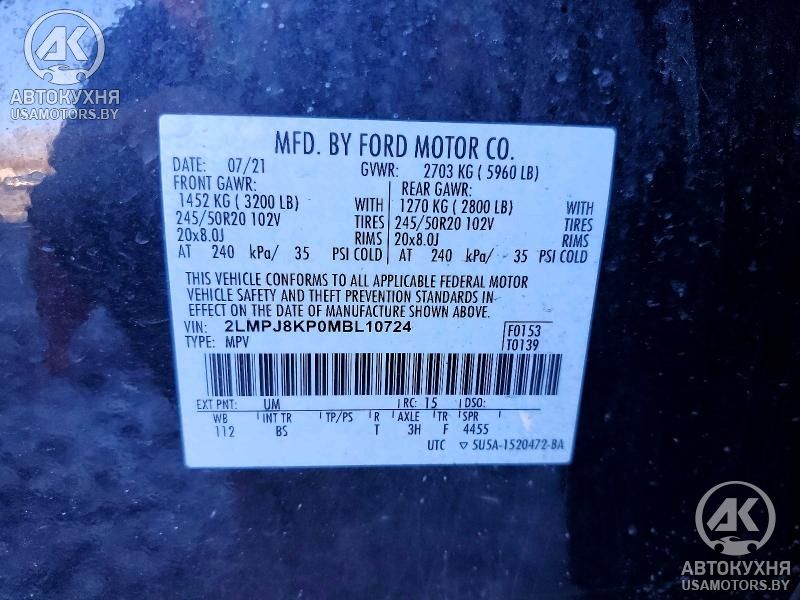 AK
АВТОКУХНЯ
USAMOTORS.BY
MFD. BY FORD MOTOR CO.
DATE: 07/21 GVWR: 2703 KG ( 5960 LB)
FRONT GAWR: REAR GAWR:
1452 KG ( 3200 LB) WITH 1270 KG ( 2800 LB) WITH
245/50R20 102V TIRES 245/50R20 102V TIRES
20x8.0J RIMS 20x8.0J RIMS
AT 240 kPa/ 35 PSI COLD AT 240 kPa/ 35 PSI COLD
THIS VEHICLE CONFORMS TO ALL APPLICABLE FEDERAL MOTOR
VEHICLE SAFETY AND THEFT PREVENTION STANDARDS IN
EFFECT ON THE DATE OF MANUFACTURE SHOWN ABOVE.
VIN: 2LMPJ8KP0MBL10724 F0153
TYPE: MPV T0139
EXT PNT: UM RC: 15 DSO:
WB INT TR TP/PS R AXLE TR SPR
112 BS T 3H F 4455
UTC ▽ 5U5A-1520472-BA
AK
АВТОКУХНЯ
USAMOTORS.BY